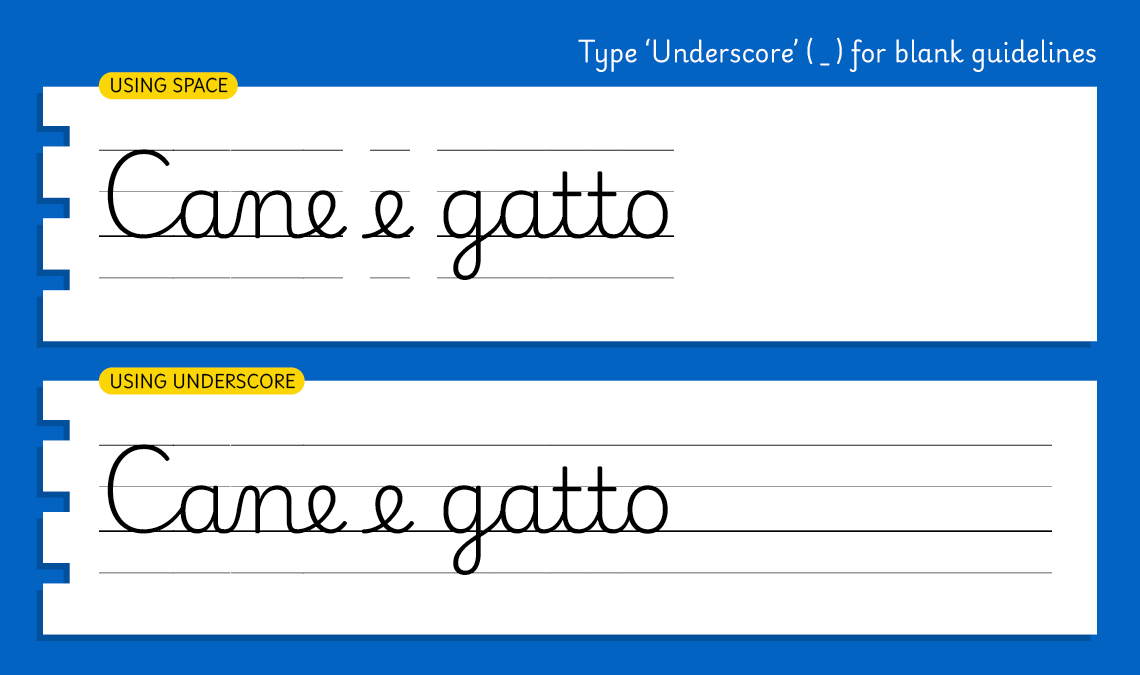 Type ‘Underscore’ ( _ ) for blank guidelines
USING SPACE
Cane e gatto
USING UNDERSCORE
Cane e gatto